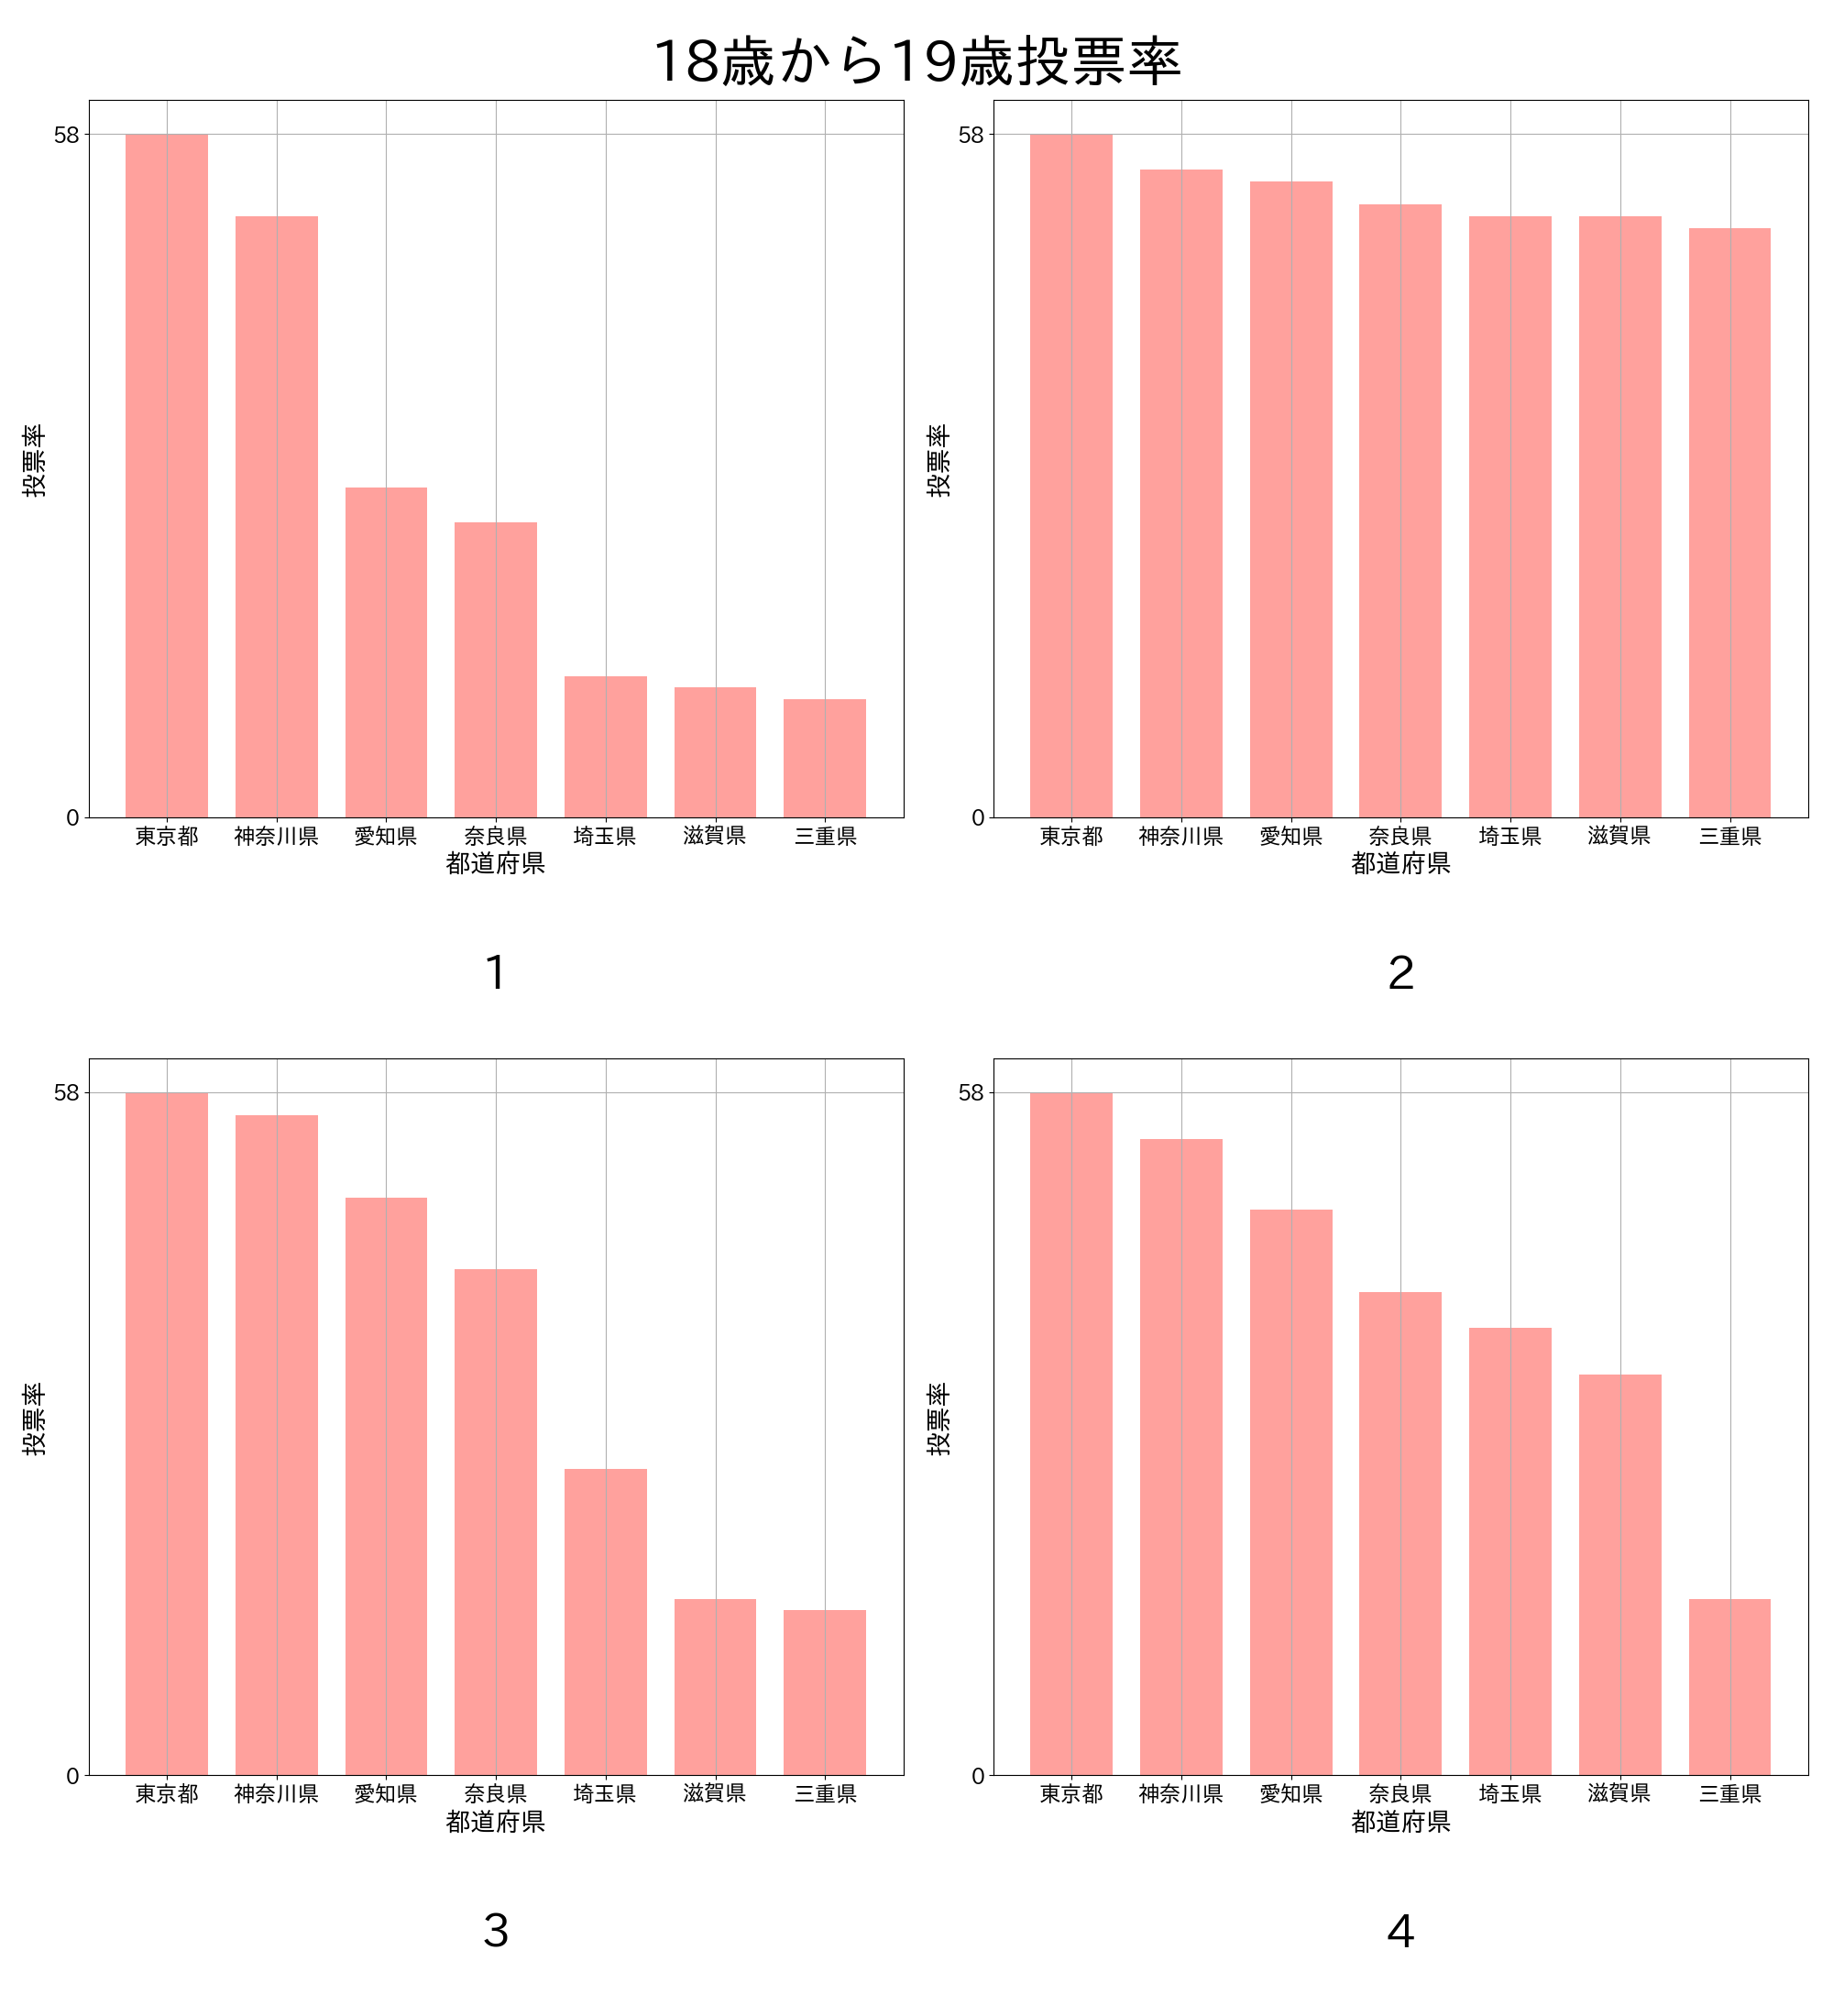 18歳から19歳投票率
58
0
投票率
東京都 神奈川県 愛知県 奈良県 埼玉県 滋賀県 三重県
都道府県
1
58
0
投票率
東京都 神奈川県 愛知県 奈良県 埼玉県 滋賀県 三重県
都道府県
2
58
0
投票率
東京都 神奈川県 愛知県 奈良県 埼玉県 滋賀県 三重県
都道府県
3
58
0
投票率
東京都 神奈川県 愛知県 奈良県 埼玉県 滋賀県 三重県
都道府県
4